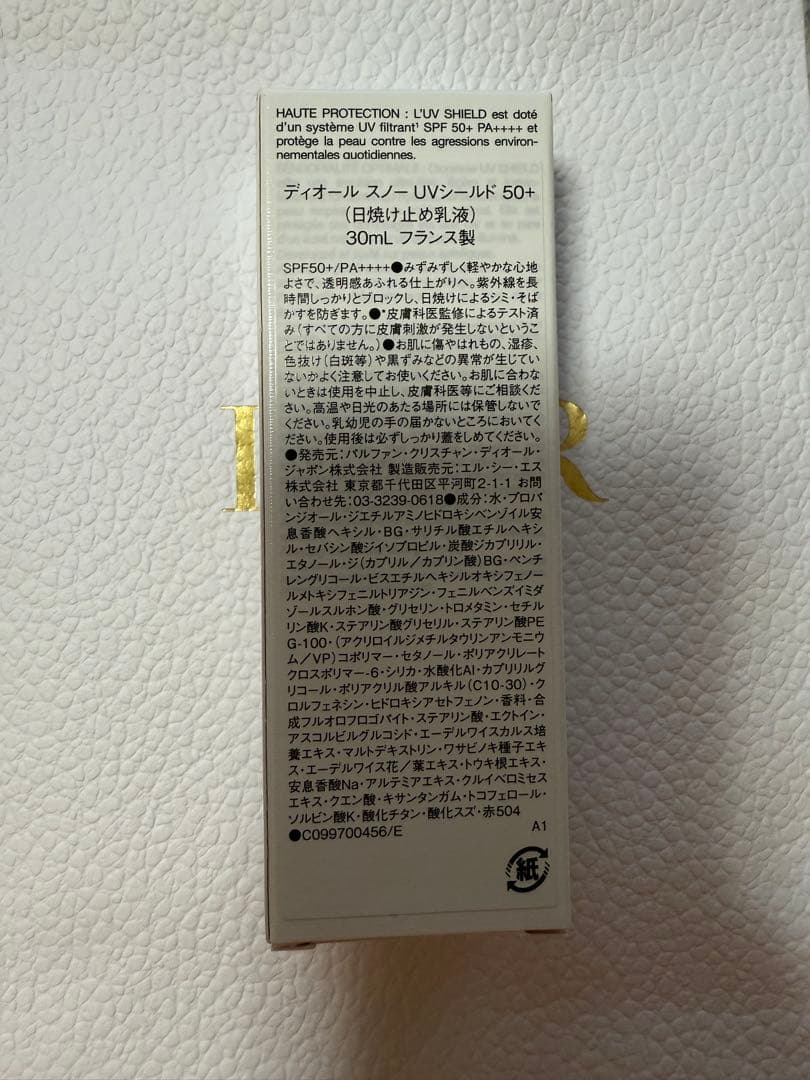 HAUTE PROTECTION : L'UV SHIELD est doté
d'un système UV filtrant¹ SPF 50+ PA++++ et
protège la peau contre les agressions environ-
nementales quotidiennes.
ディオール スノー UVシールド 50+
(日焼け止め乳液)
30mL フランス製
SPF50+/PA++++●みずみずしく軽やかな心地
よさで、透明感あふれる仕上がりへ。紫外線を長
時間しっかりとブロックし、日焼けによるシミ・そば
かすを防ぎます。●*皮膚科医監修によるテスト済
み(すべての方に皮膚刺激が発生しないというこ
とではありません。)●お肌に傷やはれもの、湿疹、
色抜け(白斑等)や黒ずみなどの異常が生じてい
ないかよく注意してお使いください。お肌に合わな
いときは使用を中止し、皮膚科医等にご相談くださ
い。高温や日光のあたる場所には保管しないで
ください。乳幼児の手の届かないところにおいてく
ださい。使用後は必ずしっかり蓋をしめてください。
●発売元:パルファン・クリスチャン・ディオール・
ジャポン株式会社 製造販売元:エル・シー・エス
株式会社 東京都千代田区平河町2-1-1 お問
い合わせ先:03-3239-0618●成分:水・プロパ
ンジオール・ジエチルアミノヒドロキシベンゾイル安
息香酸ヘキシル・BG・サリチル酸エチルヘキシ
ル・セバシン酸ジイソプロピル・炭酸ジカプリリル・
エタノール・ジ(カプリル/カプリン酸)BG・ペンチ
レングリコール・ビスエチルヘキシルオキシフェノー
ルメトキシフェニルトリアジン・フェニルベンズイミダ
ゾールスルホン酸・グリセリン・トロメタミン・セチル
リン酸K・ステアリン酸グリセリル・ステアリン酸PE
G-100・(アクリロイルジメチルタウリンアンモニウ
ム/VP)コポリマー・セタノール・ポリアクリレート
クロスポリマー-6・シリカ・水酸化Al・カプリリルグ
リコール・ポリアクリル酸アルキル(C10-30)・ク
ロルフェネシン・ヒドロキシアセトフェノン・香料・合
成フルオロフロゴパイト・ステアリン酸・エクトイン・
アスコルビルグルコシド・エーデルワイスカルス培
養エキス・マルトデキストリン・ワサビノキ種子エキ
ス・エーデルワイス花/葉エキス・トウキ根エキス・
安息香酸Na・アルテミアエキス・クルイベロミセス
エキス・クエン酸・キサンタンガム・トコフェロール・
ソルビン酸K・酸化チタン・酸化スズ・赤504
●C099700456/E A1
紙